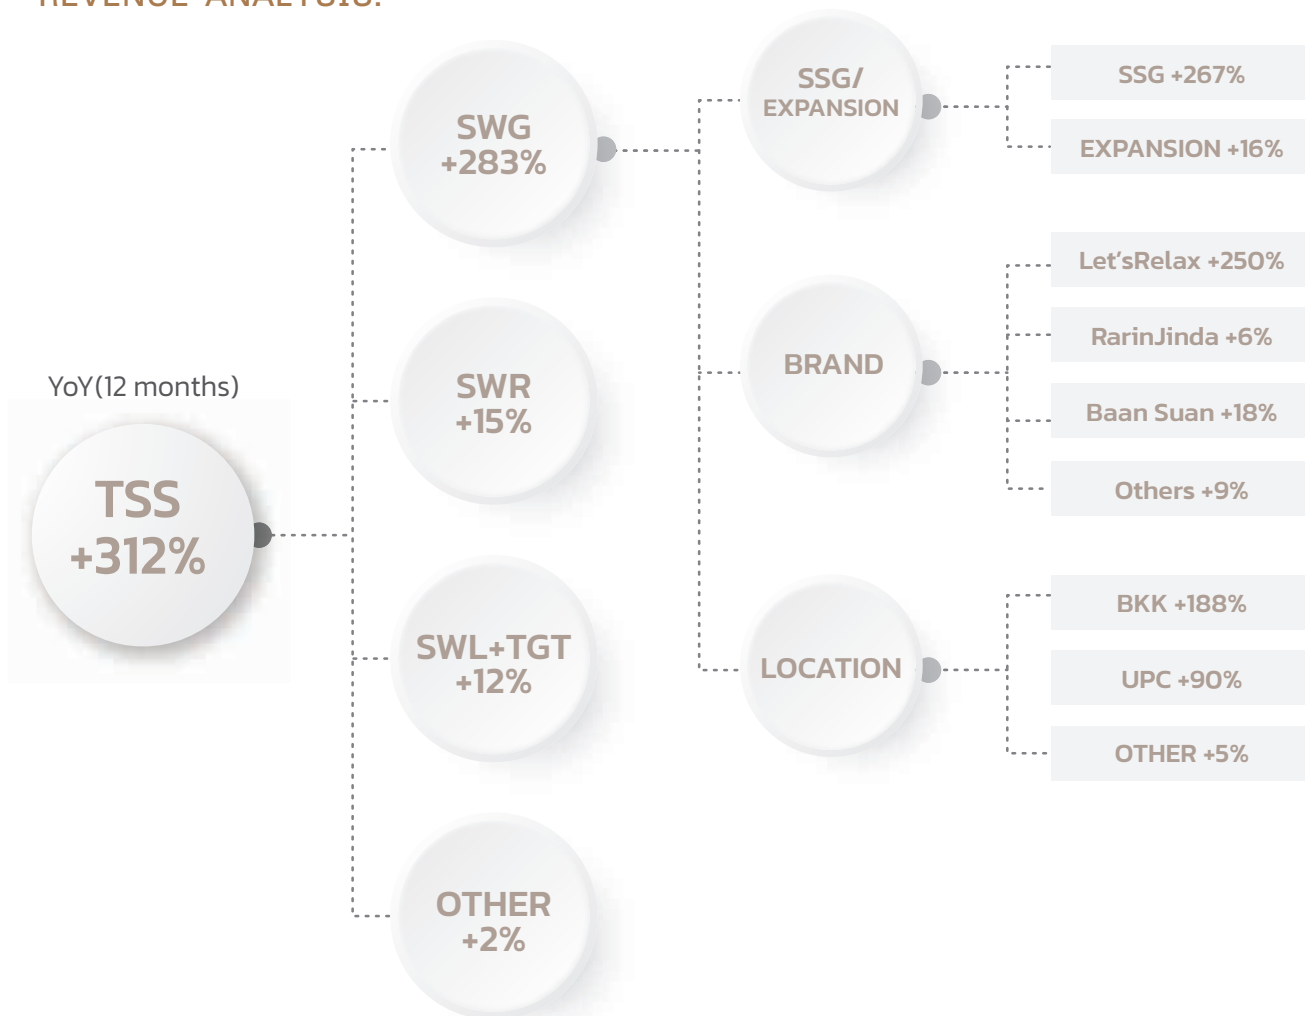 REVENUE ANALYSIS:
YoY(12 months)
TSS
+312%
SWG
+283%
SWR
+15%
SWL+TGT
+12%
OTHER
+2%
SSG/
EXPANSION
BRAND
LOCATION
SSG +267%
EXPANSION +16%
Let'sRelax +250%
RarinJinda +6%
Baan Suan +18%
Others +9%
BKK +188%
UPC +90%
OTHER +5%